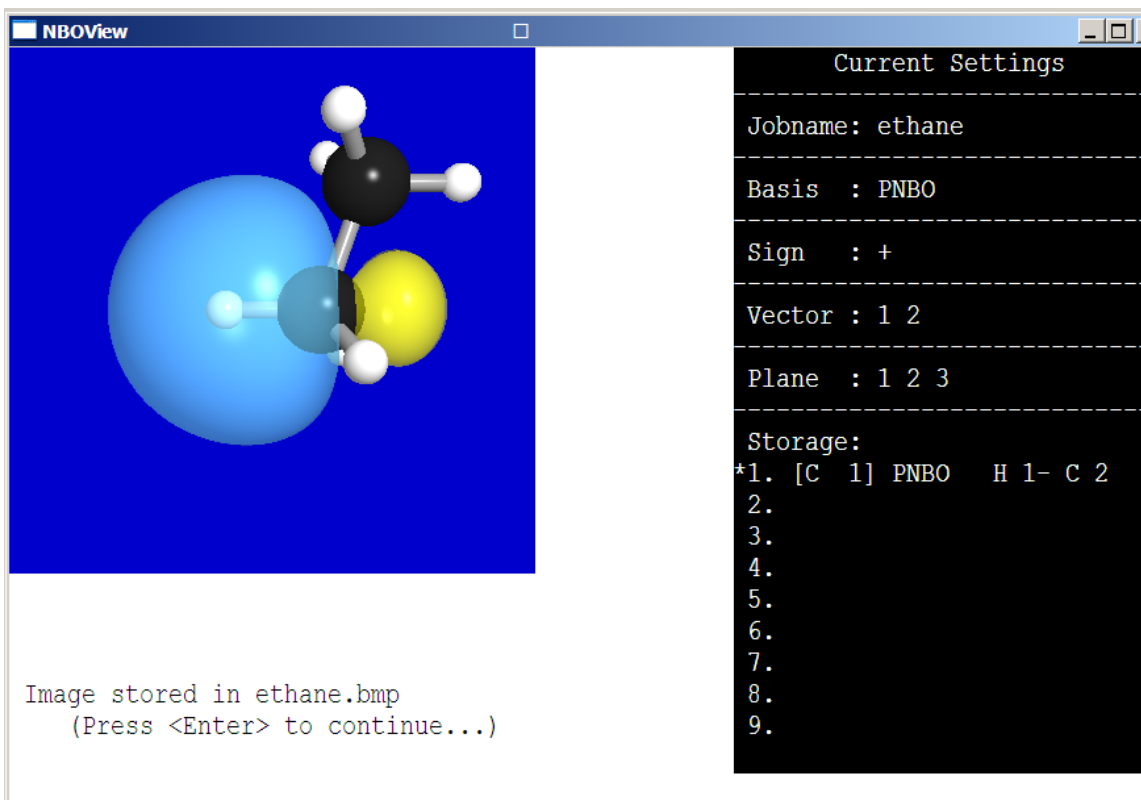 NBOView
Current Settings
-----------------------------
Jobname: ethane
-----------------------------
Basis  : PNBO
-----------------------------
Sign   : +
-----------------------------
Vector : 1 2
-----------------------------
Plane  : 1 2 3
-----------------------------
Storage:
*1. [C  1] PNBO   H 1- C 2
2.
3.
4.
5.
6.
7.
8.
9.
Image stored in ethane.bmp
(Press <Enter> to continue...)